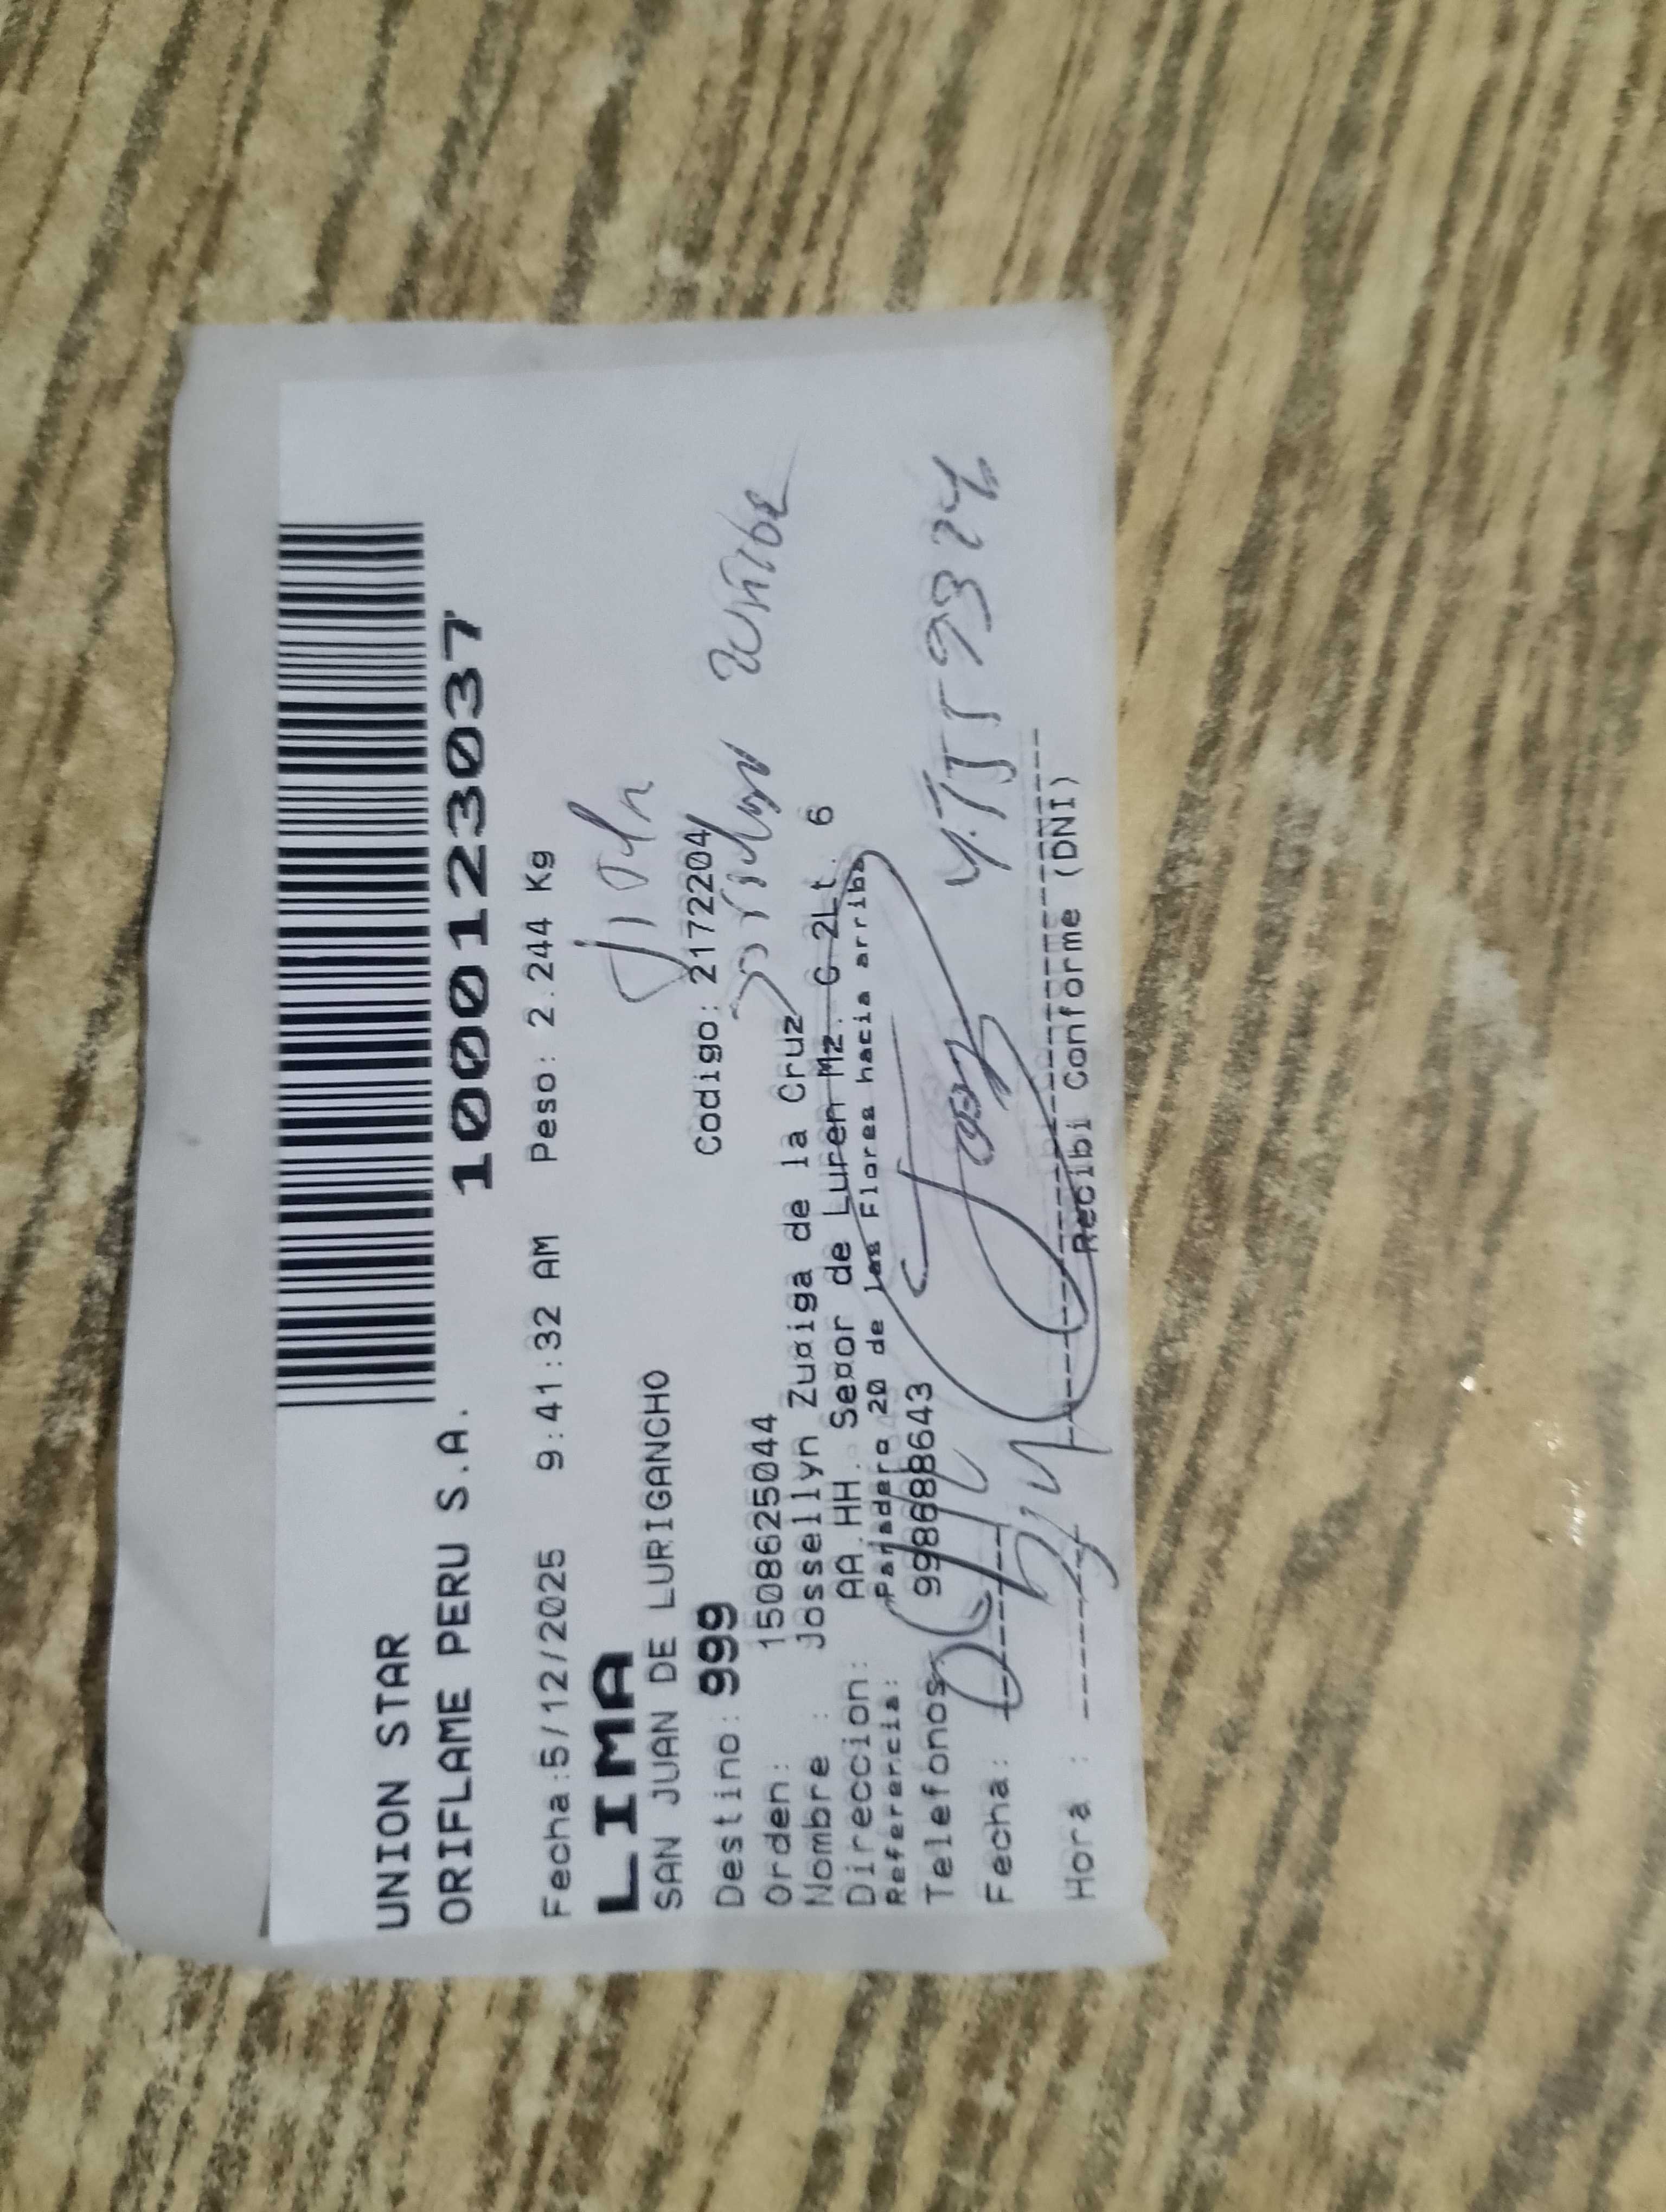 UNION STAR
ORIFLAME PERU S.A. 1000123037
Fecha:5/12/2025 9:41:32 AM Peso: 2.244 Kg
LIMA
SAN JUAN DE LURIGANCHO
Destino: 999 Codigo: 21722204
Orden: 1508625044
Nombre : Jossellyn Zuñiga de la Cruz
Direccion: AA.HH. Señor de Luren Mz. G 2Lt. 6
Referencia: Paradero 20 de las Flores hacia arriba
Telefonos 998688643
Fecha:
Hora :
Recibi Conforme (DNI)